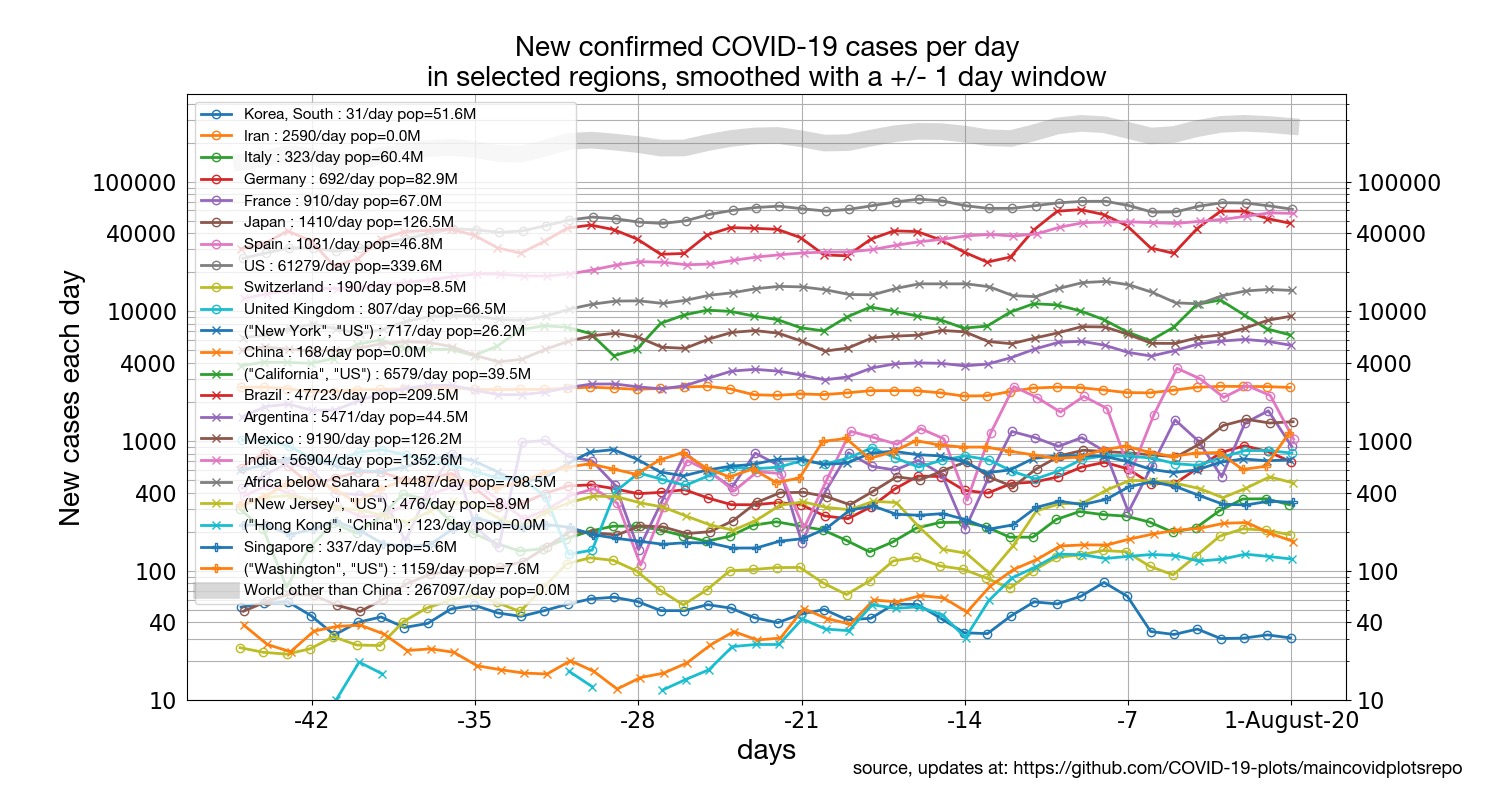 New confirmed COVID-19 cases per day
in selected regions, smoothed with a +/- 1 day window
Korea, South : 31/day pop=51.6M
Iran : 2590/day pop=0.0M
Italy : 323/day pop=60.4M
Germany : 692/day pop=82.9M
France : 910/day pop=67.0M
Japan : 1410/day pop=126.5M
Spain : 1031/day pop=46.8M
US : 61279/day pop=339.6M
Switzerland : 190/day pop=8.5M
United Kingdom : 807/day pop=66.5M
("New York", "US") : 717/day pop=26.2M
China : 168/day pop=0.0M
("California", "US") : 6579/day pop=39.5M
Brazil : 47723/day pop=209.5M
Argentina : 5471/day pop=44.5M
Mexico : 9190/day pop=126.2M
India : 56904/day pop=1352.6M
Africa below Sahara : 14487/day pop=798.5M
("New Jersey", "US") : 476/day pop=8.9M
("Hong Kong", "China") : 123/day pop=0.0M
Singapore : 337/day pop=5.6M
("Washington", "US") : 1159/day pop=7.6M
World other than China : 267097/day pop=0.0M
New cases each day
100000
40000
10000
4000
1000
400
100
40
10
100000
40000
10000
4000
1000
400
100
40
10
-42
-35
-28
-21
-14
-7
1-August-20
days
source, updates at: https://github.com/COVID-19-plots/maincovidplotsrepo